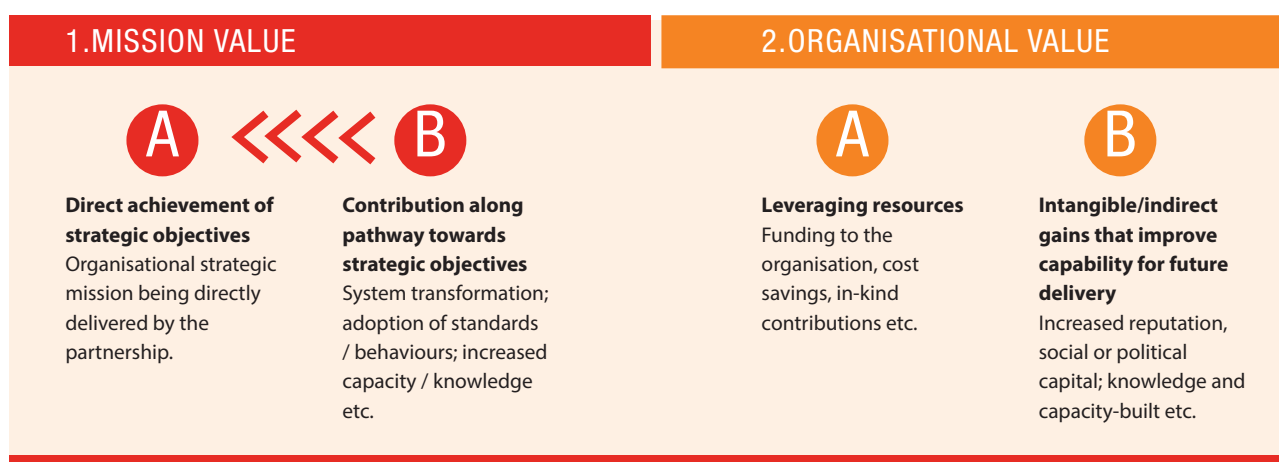 1.MISSION VALUE
A
B
Direct achievement of
strategic objectives
Organisational strategic
mission being directly
delivered by the
partnership.
Contribution along
pathway towards
strategic objectives
System transformation;
adoption of standards
/ behaviours; increased
capacity / knowledge
etc.
2.ORGANISATIONAL VALUE
A
B
Leveraging resources
Funding to the
organisation, cost
savings, in-kind
contributions etc.
Intangible/indirect
gains that improve
capability for future
delivery
Increased reputation,
social or political
capital; knowledge and
capacity-built etc.